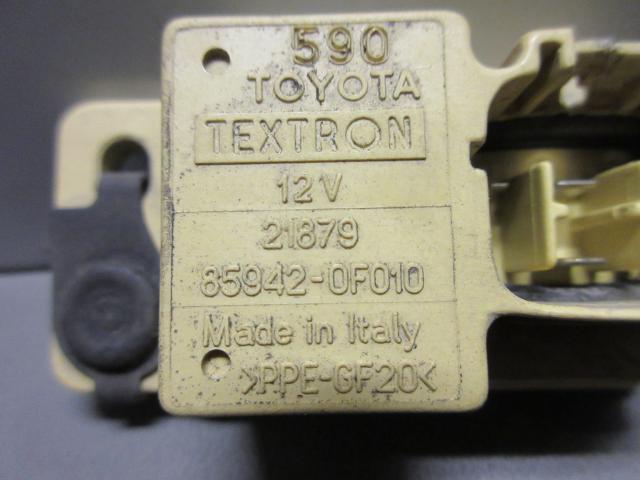 590
TOYOTA
TEXTRON
12V
21879
85942-0F010
Made in Italy
>PPE-GF20<